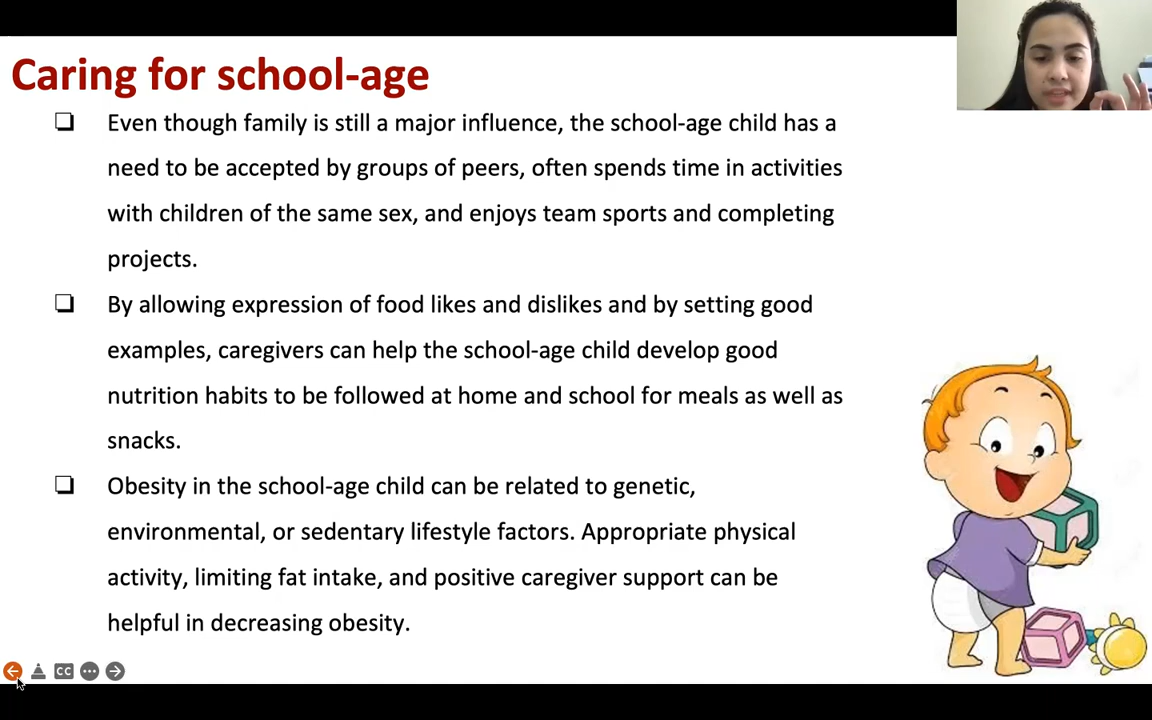 Caring for school-age
Even though family is still a major influence, the school-age child has a
need to be accepted by groups of peers, often spends time in activities
with children of the same sex, and enjoys team sports and completing
projects.
By allowing expression of food likes and dislikes and by setting good
examples, caregivers can help the school-age child develop good
nutrition habits to be followed at home and school for meals as well as
snacks.
Obesity in the school-age child can be related to genetic,
environmental, or sedentary lifestyle factors. Appropriate physical
activity, limiting fat intake, and positive caregiver support can be
helpful in decreasing obesity.
CC